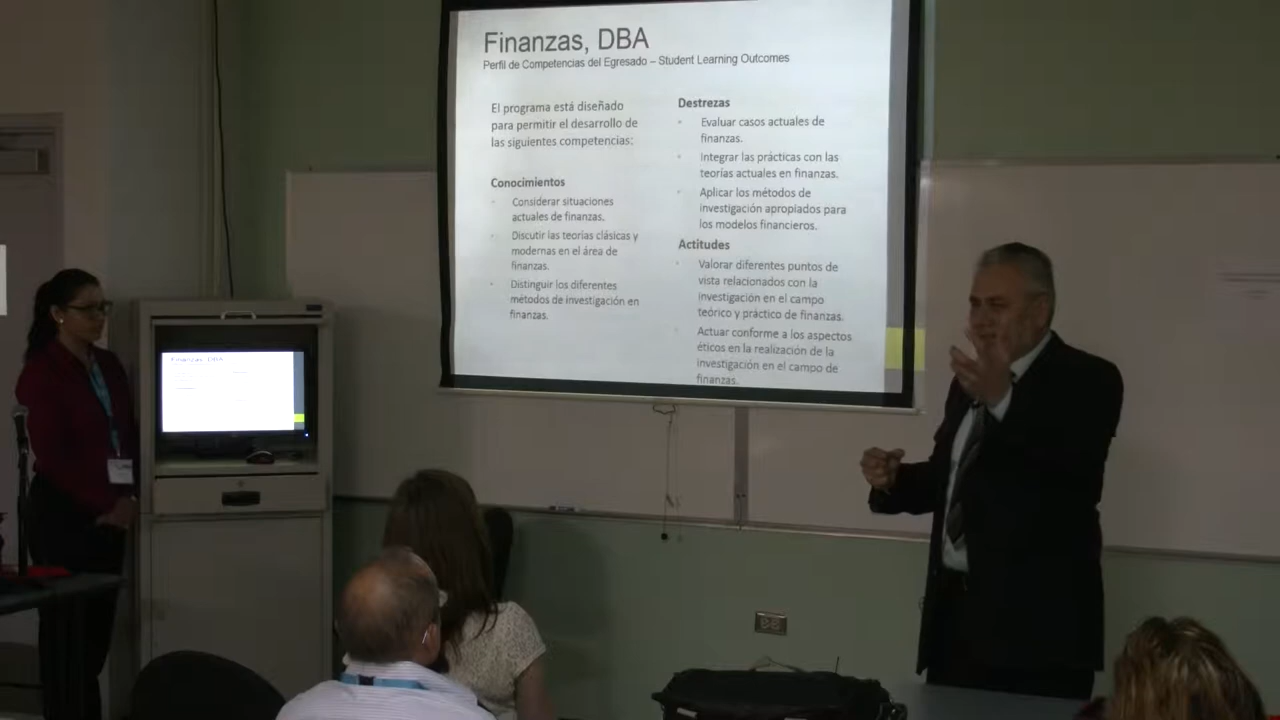 Finanzas, DBA
Perfil de Competencias del Egresado – Student Learning Outcomes
El programa está diseñado
para permitir el desarrollo de
las siguientes competencias:
Conocimientos
Considerar situaciones
actuales de finanzas.
Discutir las teorías clásicas y
modernas en el área de
finanzas.
Distinguir los diferentes
métodos de investigación en
finanzas.
Destrezas
Evaluar casos actuales de
finanzas.
Integrar las prácticas con las
teorías actuales en finanzas.
Aplicar los métodos de
investigación apropiados para
los modelos financieros.
Actitudes
Valorar diferentes puntos de
vista relacionados con la
investigación en el campo
teórico y práctico de finanzas.
Actuar conforme a los aspectos
éticos en la realización de la
investigación en el campo de
finanzas.
Finanzas, DBA